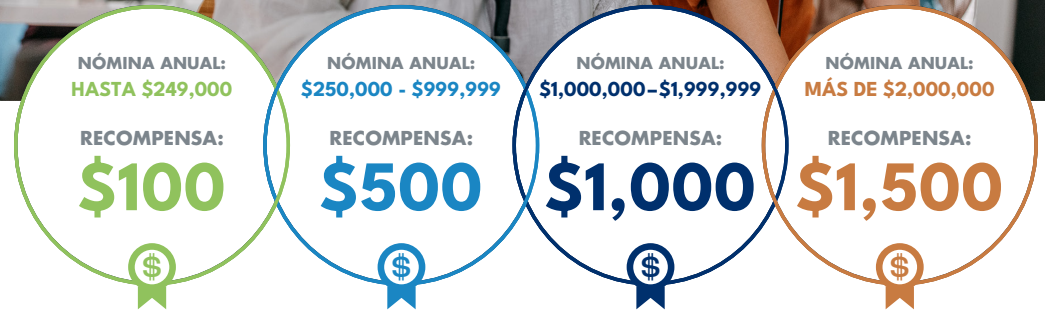 NÓMINA ANUAL:
HASTA $249,000
RECOMPENSA:
$100
$
NÓMINA ANUAL:
$250,000 - $999,999
RECOMPENSA:
$500
$
NÓMINA ANUAL:
$1,000,000–$1,999,999
RECOMPENSA:
$1,000
$
NÓMINA ANUAL:
MÁS DE $2,000,000
RECOMPENSA:
$1,500
$